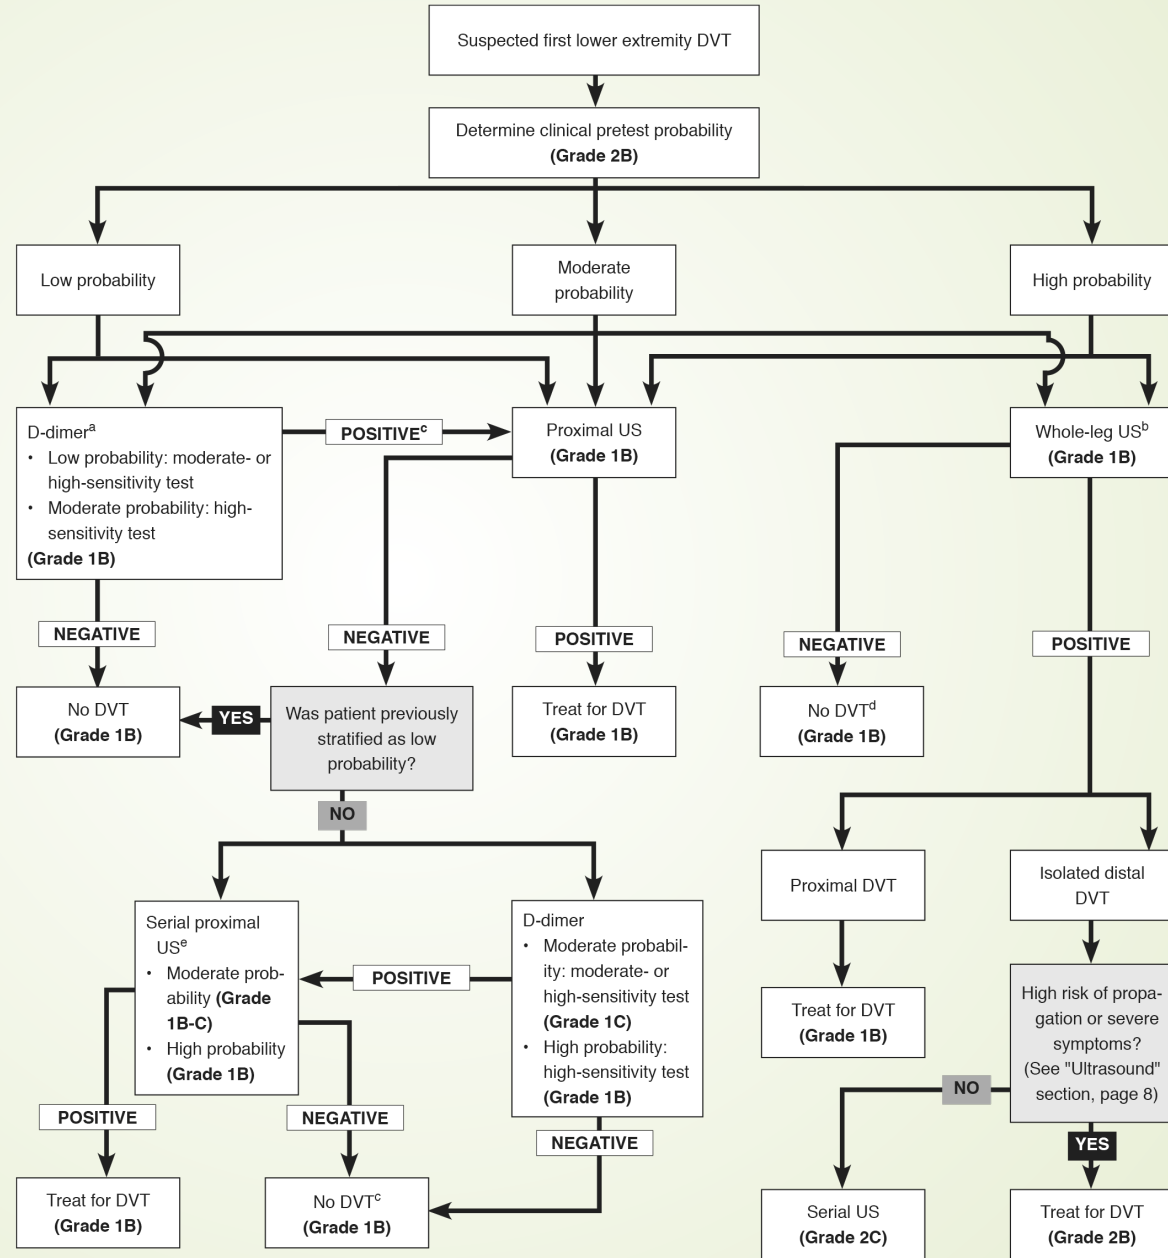 Suspected first lower extremity DVT
Determine clinical pretest probability
(Grade 2B)
Low probability
Moderate
probability
High probability
D-dimerᵃ
• Low probability: moderate- or
high-sensitivity test
• Moderate probability: high-
sensitivity test
(Grade 1B)
POSITIVEᶜ
Proximal US
(Grade 1B)
Whole-leg USᵇ
(Grade 1B)
NEGATIVE
NEGATIVE
POSITIVE
NEGATIVE
POSITIVE
No DVT
(Grade 1B)
YES
Was patient previously
stratified as low
probability?
Treat for DVT
(Grade 1B)
No DVTᵈ
(Grade 1B)
NO
Proximal DVT
Isolated distal
DVT
Serial proximal
USᵉ
• Moderate prob-
ability (Grade
1B-C)
• High probability
(Grade 1B)
POSITIVE
D-dimer
• Moderate probabil-
ity: moderate- or
high-sensitivity test
(Grade 1C)
• High probability:
high-sensitivity test
(Grade 1B)
Treat for DVT
(Grade 1B)
High risk of propa-
gation or severe
symptoms?
(See "Ultrasound"
section, page 8)
NO
YES
POSITIVE
NEGATIVE
NEGATIVE
Treat for DVT
(Grade 1B)
No DVTᶜ
(Grade 1B)
Serial US
(Grade 2C)
Treat for DVT
(Grade 2B)